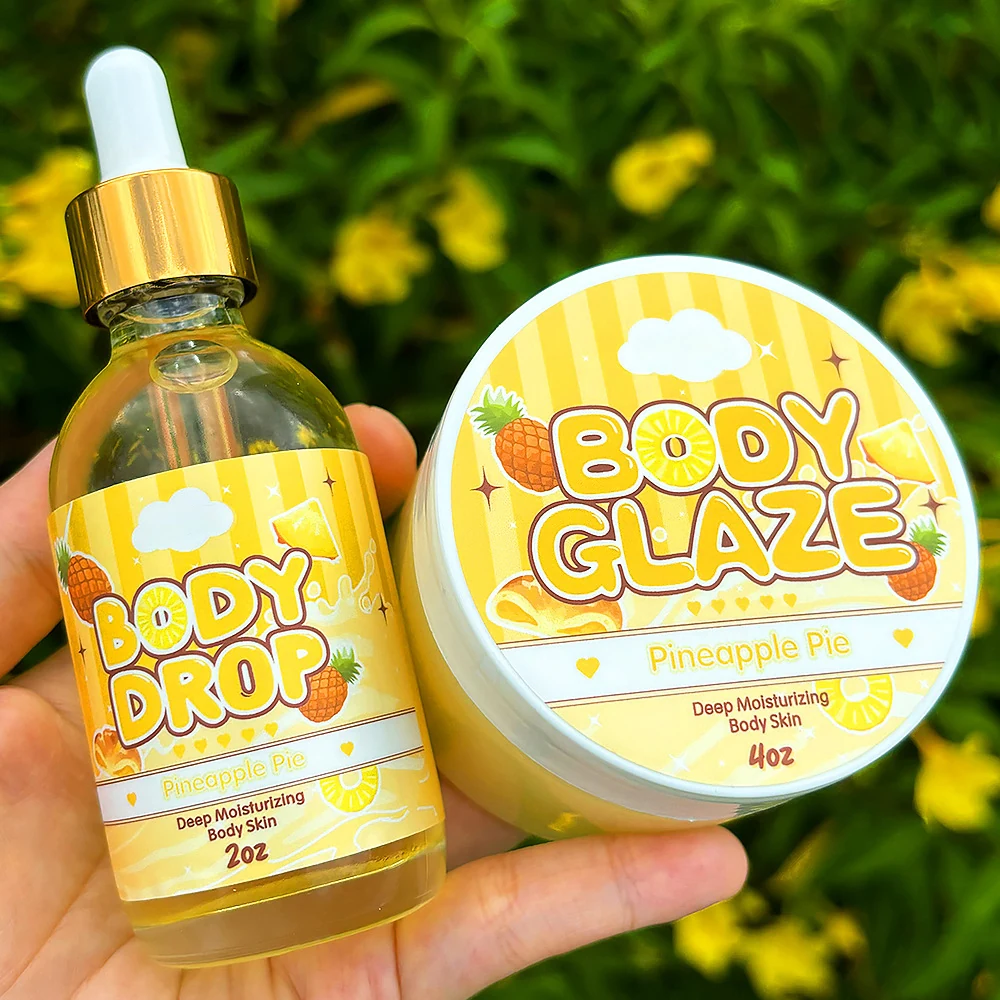 BODY
DROP
Pineapple Pie
Deep Moisturizing
Body Skin
2oz
BODY
GLAZE
Pineapple Pie
Deep Moisturizing
Body Skin
4oz